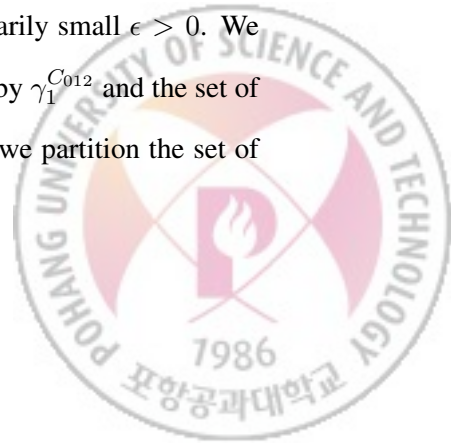 arily small ϵ > 0. We
by γ_1^{C_{012}} and the set of
we partition the set of
POHANG UNIVERSITY OF SCIENCE AND TECHNOLOGY
1986
포항공과대학교